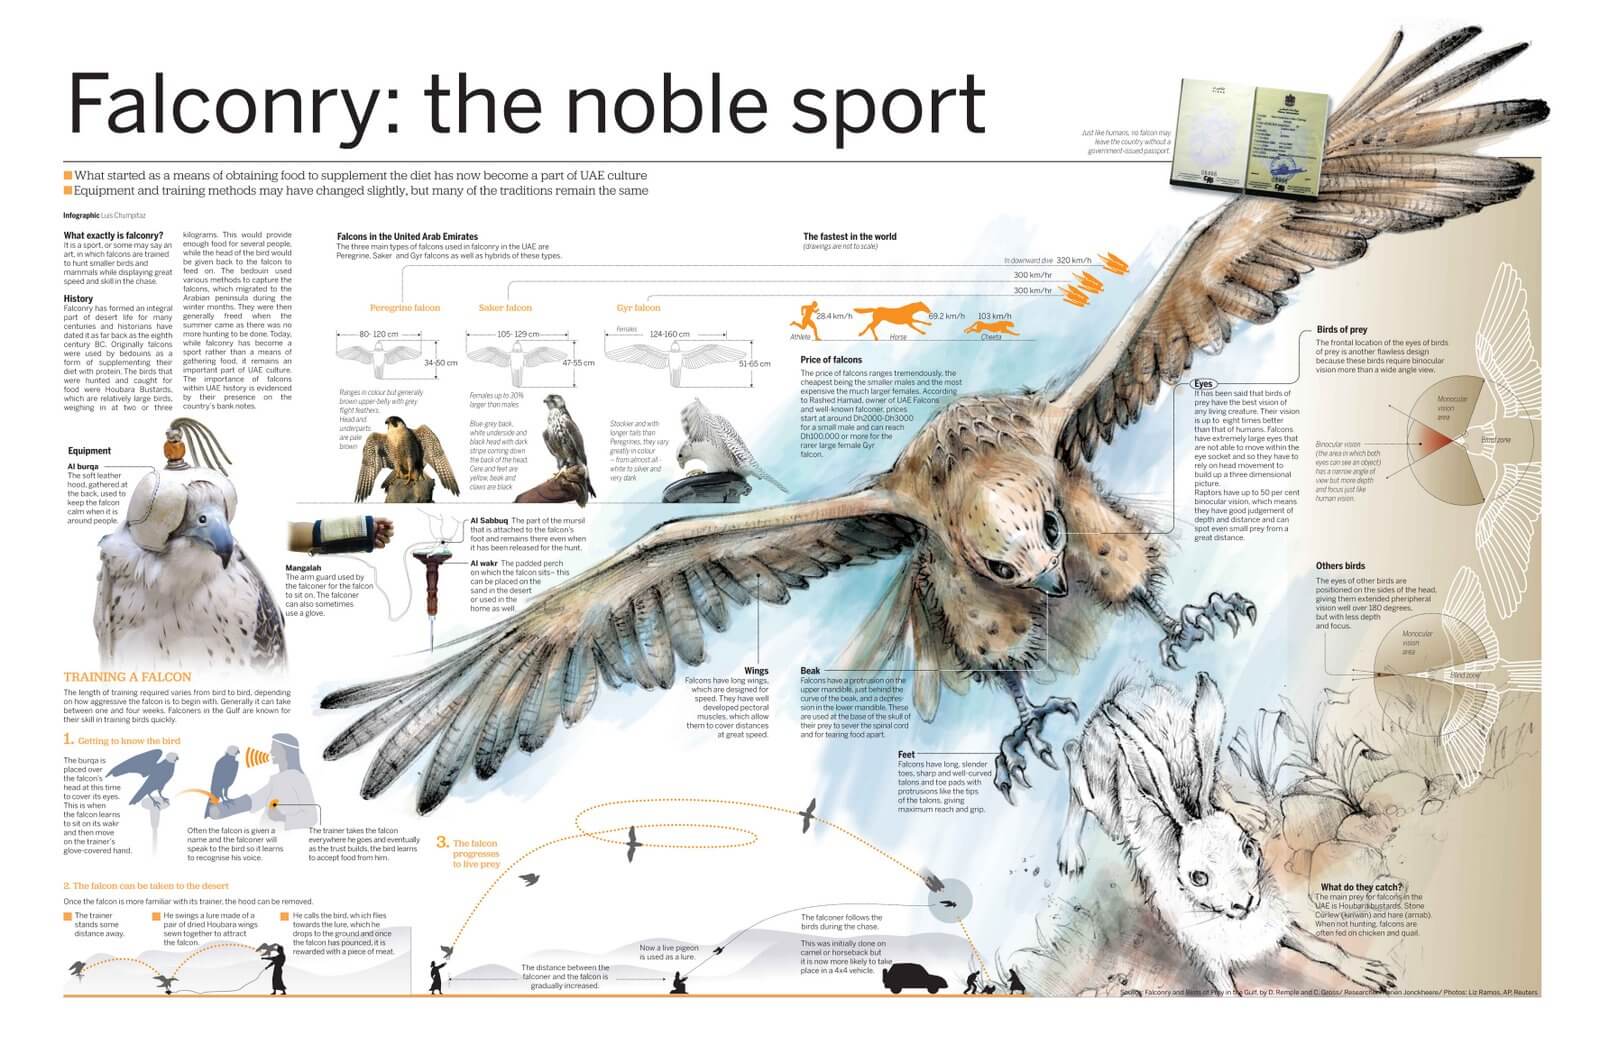 Falconry: the noble sport
Just like humans, no falcon may
leave the country without a
government-issued passport.
What started as a means of obtaining food to supplement the diet has now become a part of UAE culture
Equipment and training methods may have changed slightly, but many of the traditions remain the same
Infographic Luis Chumpitaz
What exactly is falconry?
It is a sport, or some may say an
art, in which falcons are trained
to hunt smaller birds and
mammals while displaying great
speed and skill in the chase.
History
Falconry has formed an integral
part of desert life for many
centuries and historians have
dated it as far back as the eighth
century BC. Originally falcons
were used by bedouins as a
form of supplementing their
diet with protein. The birds that
were hunted and caught for
food were Houbara Bustards,
which are relatively large birds,
weighing in at two or three
kilograms. This would provide
enough food for several people,
while the head of the bird would
be given back to the falcon to
feed on. The bedouin used
various methods to capture the
falcons, which migrated to the
Arabian peninsula during the
winter months. They were then
generally freed when the
summer came as there was no
more hunting to be done. Today,
while falconry has become a
sport rather than a means of
gathering food, it remains an
important part of UAE culture.
The importance of falcons
within UAE history is evidenced
by their presence on the
country's bank notes.
Falcons in the United Arab Emirates
The three main types of falcons used in falconry in the UAE are
Peregrine, Saker and Gyr falcons as well as hybrids of these types.
Peregrine falcon
80- 120 cm
34-50 cm
Ranges in colour but generally
brown upper-belly with grey
flight feathers.
Head and
underparts
are pale
brown
Saker falcon
105- 129 cm
47-55 cm
Females up to 30%
larger than males
Blue-grey back,
white underside and
black head with dark
stripe coming down
the back of the head.
Cere and feet are
yellow, beak and
claws are black
Gyr falcon
Females
124-160 cm
51-65 cm
Stockier and with
longer tails than
Peregrines, they vary
greatly in colour
– from almost all -
white to silver and
very dark
The fastest in the world
(drawings are not to scale)
In downward dive 320 km/h
300 km/hr
300 km/hr
28.4 km/h
69.2 km/h
103 km/h
Athlete
Horse
Cheeta
Price of falcons
The price of falcons ranges tremendously, the
cheapest being the smaller males and the most
expensive the much larger females. According
to Rashed Hamad, owner of UAE Falcons
and well-known falconer, prices
start at around Dh2000-Dh3000
for a small male and can reach
Dh100,000 or more for the
rarer large female Gyr
falcon.
Eyes
It has been said that birds of
prey have the best vision of
any living creature. Their vision
is up to eight times better
than that of humans. Falcons
have extremely large eyes that
are not able to move within the
eye socket and so they have to
rely on head movement to
build up a three dimensional
picture.
Raptors have up to 50 per cent
binocular vision, which means
they have good judgement of
depth and distance and can
spot even small prey from a
great distance.
Birds of prey
The frontal location of the eyes of birds
of prey is another flawless design
because these birds require binocular
vision more than a wide angle view.
Monocular
vision
area
Blind zone
Binocular vision
(the area in which both
eyes can see an object)
has a narrow angle of
view but more depth
and focus just like
human vision.
Others birds
The eyes of other birds are
positioned on the sides of the head,
giving them extended pheripheral
vision well over 180 degrees,
but with less depth
and focus.
Monocular
vision
area
Blind zone
Equipment
Al burqa
The soft leather
hood, gathered at
the back, used to
keep the falcon
calm when it is
around people.
Mangalah
The arm guard used by
the falconer for the falcon
to sit on. The falconer
can also sometimes
use a glove.
Al Sabbuq The part of the mursil
that is attached to the falcon's
foot and remains there even when
it has been released for the hunt.
Al wakr The padded perch
on which the falcon sits– this
can be placed on the
sand in the desert
or used in the
home as well.
Wings
Falcons have long wings,
which are designed for
speed. They have well
developed pectoral
muscles, which allow
them to cover distances
at great speed.
Beak
Falcons have a protrusion on the
upper mandible, just behind the
curve of the beak, and a depres-
sion in the lower mandible. These
are used at the base of the skull of
their prey to sever the spinal cord
and for tearing food apart.
Feet
Falcons have long, slender
toes, sharp and well-curved
talons and toe pads with
protrusions like the tips
of the talons, giving
maximum reach and grip.
TRAINING A FALCON
The length of training required varies from bird to bird, depending
on how aggressive the falcon is to begin with. Generally it can take
between one and four weeks. Falconers in the Gulf are known for
their skill in training birds quickly.
1. Getting to know the bird
The burqa is
placed over
the falcon's
head at this time
to cover its eyes.
This is when
the falcon learns
to sit on its wakr
and then move
on the trainer's
glove-covered hand.
Often the falcon is given a
name and the falconer will
speak to the bird so it learns
to recognise his voice.
The trainer takes the falcon
everywhere he goes and eventually
as the trust builds, the bird learns
to accept food from him.
2. The falcon can be taken to the desert
Once the falcon is more familiar with its trainer, the hood can be removed.
The trainer
stands some
distance away.
He swings a lure made of a
pair of dried Houbara wings
sewn together to attract
the falcon.
He calls the bird, wh ich flies
towards the lure, which he
drops to the ground and once
the falcon has pounced, it is
rewarded with a piece of meat.
3. The falcon
progresses
to live prey
The distance between the
falconer and the falcon is
gradually increased.
Now a live pigeon
is used as a lure.
The falconer follows the
birds during the chase.
This was initially done on
camel or horseback but
it is now more likely to take
place in a 4x4 vehicle.
What do they catch?
The main prey for falcons in the
UAE is Houbara bustards, Stone
Curlew (kirwan) and hare (arnab).
When not hunting, falcons are
often fed on chicken and quail.
Source: Falconry and Birds of Prey in the Gulf, by D. Remple and C. Gross/ Researcher: Jonckheere/ Photos: Liz Ramos, AP, Reuters